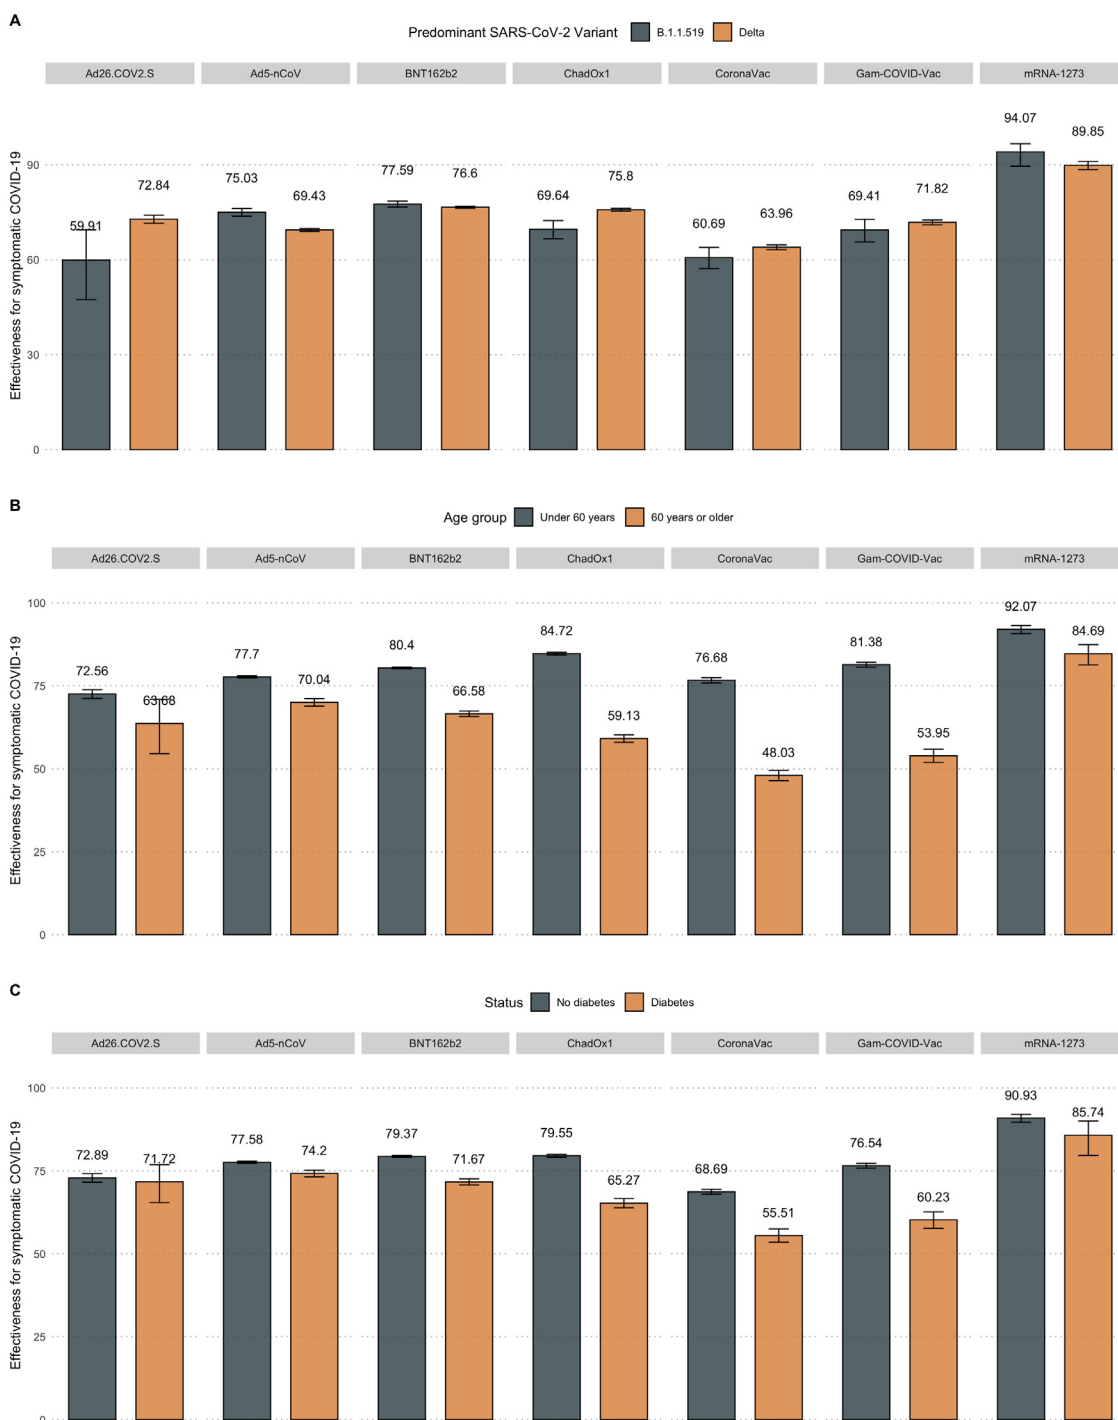 A
Predominant SARS-CoV-2 Variant B.1.1.519 Delta
Ad26.COV2.S Ad5-nCoV BNT162b2 ChadOx1 CoronaVac Gam-COVID-Vac mRNA-1273
Effectiveness for symptomatic COVID-19
90
60
30
0
59.91 72.84 75.03 69.43 77.59 76.6 69.64 75.8 60.69 63.96 69.41 71.82 94.07 89.85
B
Age group Under 60 years 60 years or older
Ad26.COV2.S Ad5-nCoV BNT162b2 ChadOx1 CoronaVac Gam-COVID-Vac mRNA-1273
Effectiveness for symptomatic COVID-19
100
75
50
25
0
72.56 63.68 77.7 70.04 80.4 66.58 84.72 59.13 76.68 48.03 81.38 53.95 92.07 84.69
C
Status No diabetes Diabetes
Ad26.COV2.S Ad5-nCoV BNT162b2 ChadOx1 CoronaVac Gam-COVID-Vac mRNA-1273
Effectiveness for symptomatic COVID-19
100
75
50
25
0
72.89 71.72 77.58 74.2 79.37 71.67 79.55 65.27 68.69 55.51 76.54 60.23 90.93 85.74